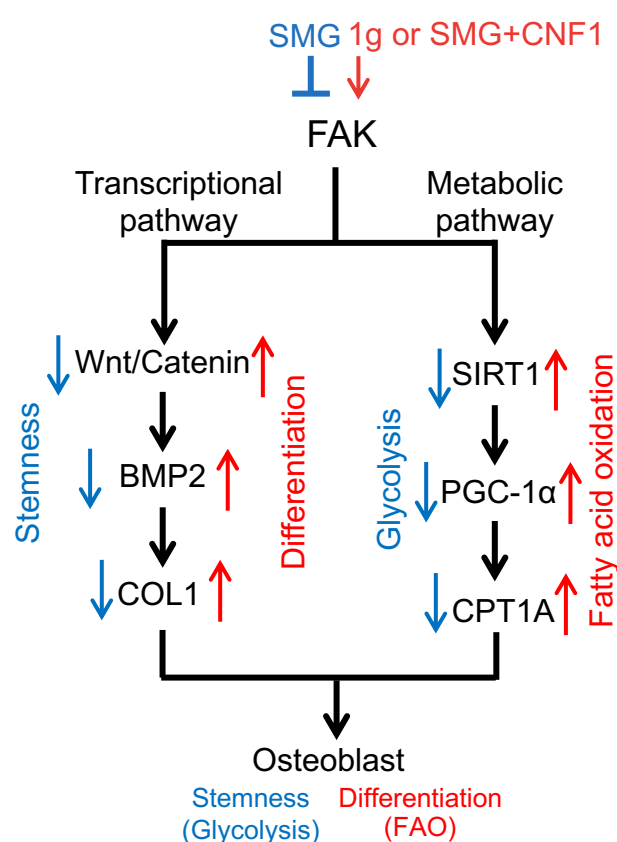 SMG 1g or SMG+CNF1
FAK
Transcriptional
pathway
Metabolic
pathway
Stemness
Wnt/Catenin
BMP2
COL1
Differentiation
Glycolysis
SIRT1
PGC-1α
CPT1A
Fatty acid oxidation
Osteoblast
Stemness
(Glycolysis)
Differentiation
(FAO)